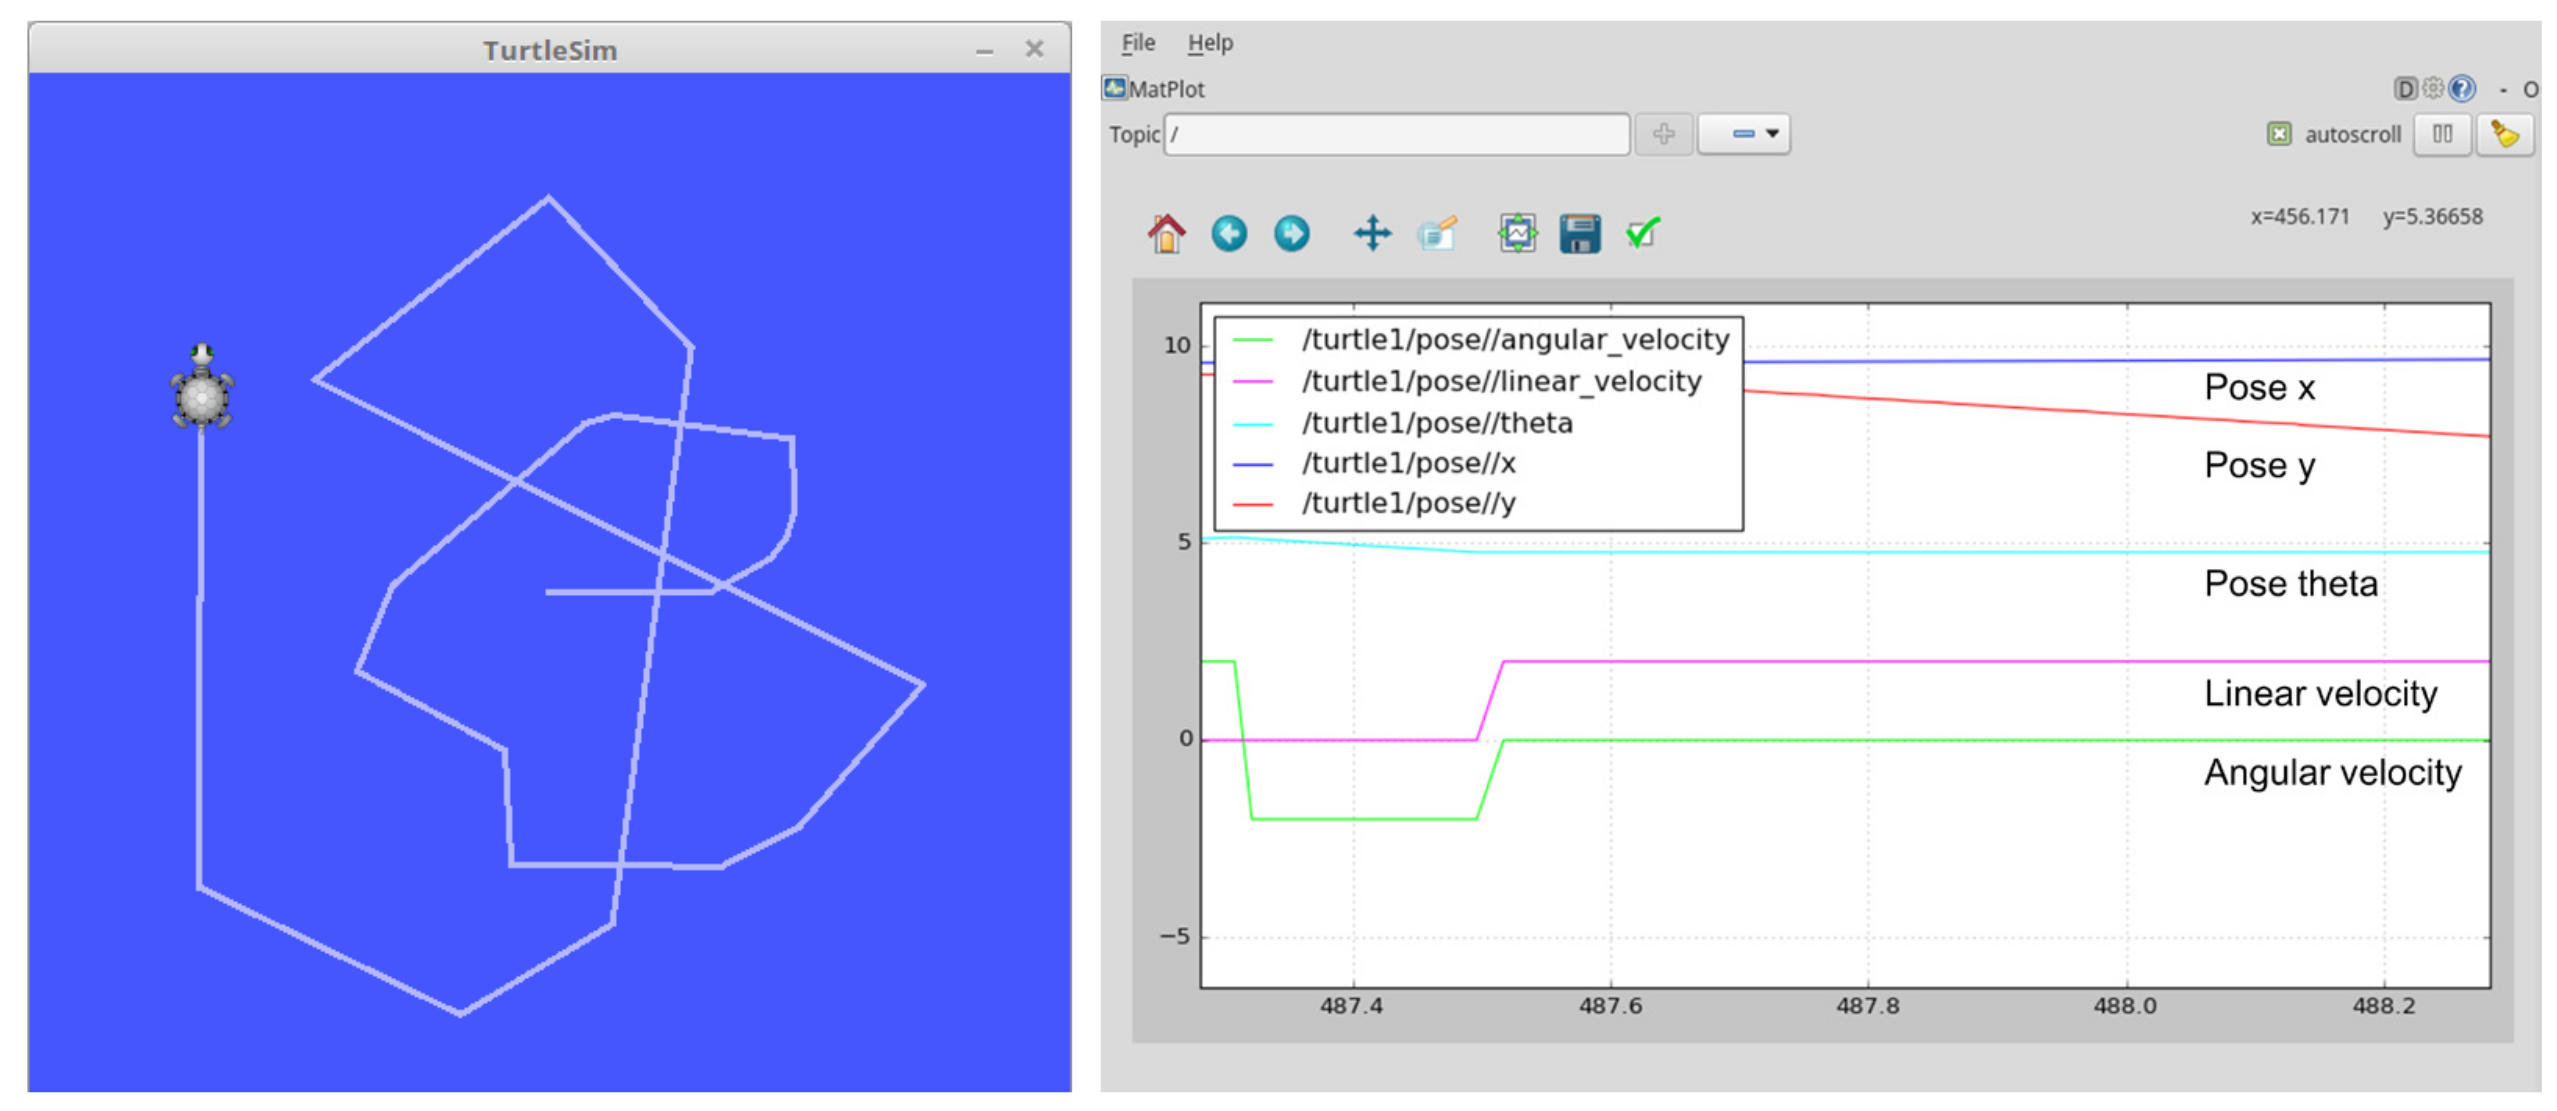 TurtleSim
File Help
MatPlot
D - O
Topic /
autoscroll
x=456.171 y=5.36658
10
5
0
−5
/turtle1/pose//angular_velocity
/turtle1/pose//linear_velocity
/turtle1/pose//theta
/turtle1/pose//x
/turtle1/pose//y
Pose x
Pose y
Pose theta
Linear velocity
Angular velocity
487.4 487.6 487.8 488.0 488.2